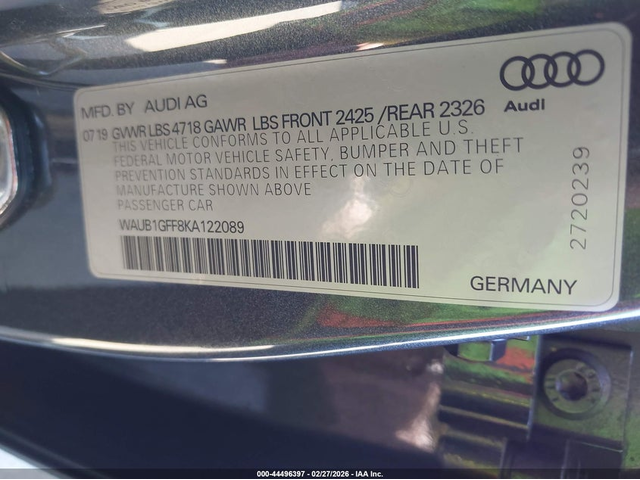 MFD. BY AUDI AG
Audi
07 19 GVWR LBS 4718 GAWR LBS FRONT 2425 /REAR 2326
THIS VEHICLE CONFORMS TO ALL APPLICABLE U.S.
FEDERAL MOTOR VEHICLE SAFETY, BUMPER AND THEFT
PREVENTION STANDARDS IN EFFECT ON THE DATE OF
MANUFACTURE SHOWN ABOVE
PASSENGER CAR
WAUB1GFF8KA122089
2720239
GERMANY
000-44496397 - 02/27/2026 - IAA Inc.